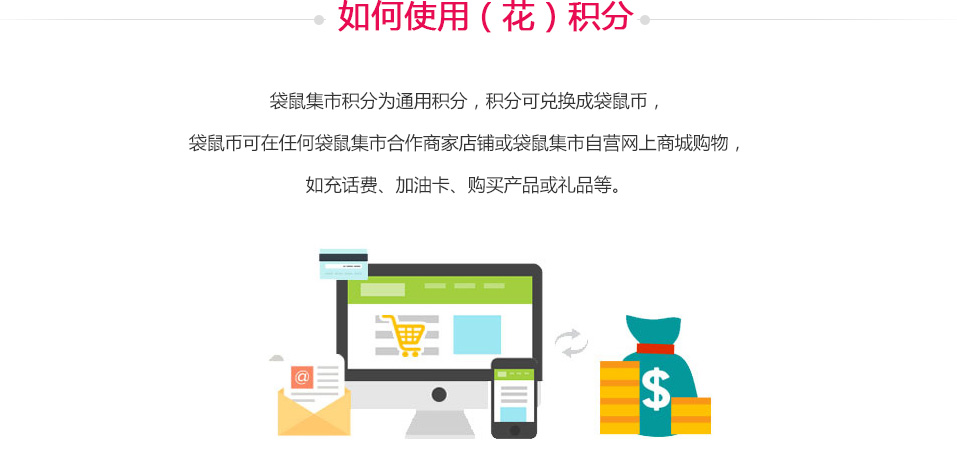 如何使用（花）积分
袋鼠集市积分为通用积分，积分可兑换成袋鼠币，
袋鼠币可在任何袋鼠集市合作商家店铺或袋鼠集市自营网上商城购物，
如充话费、加油卡、购买产品或礼品等。
@
$